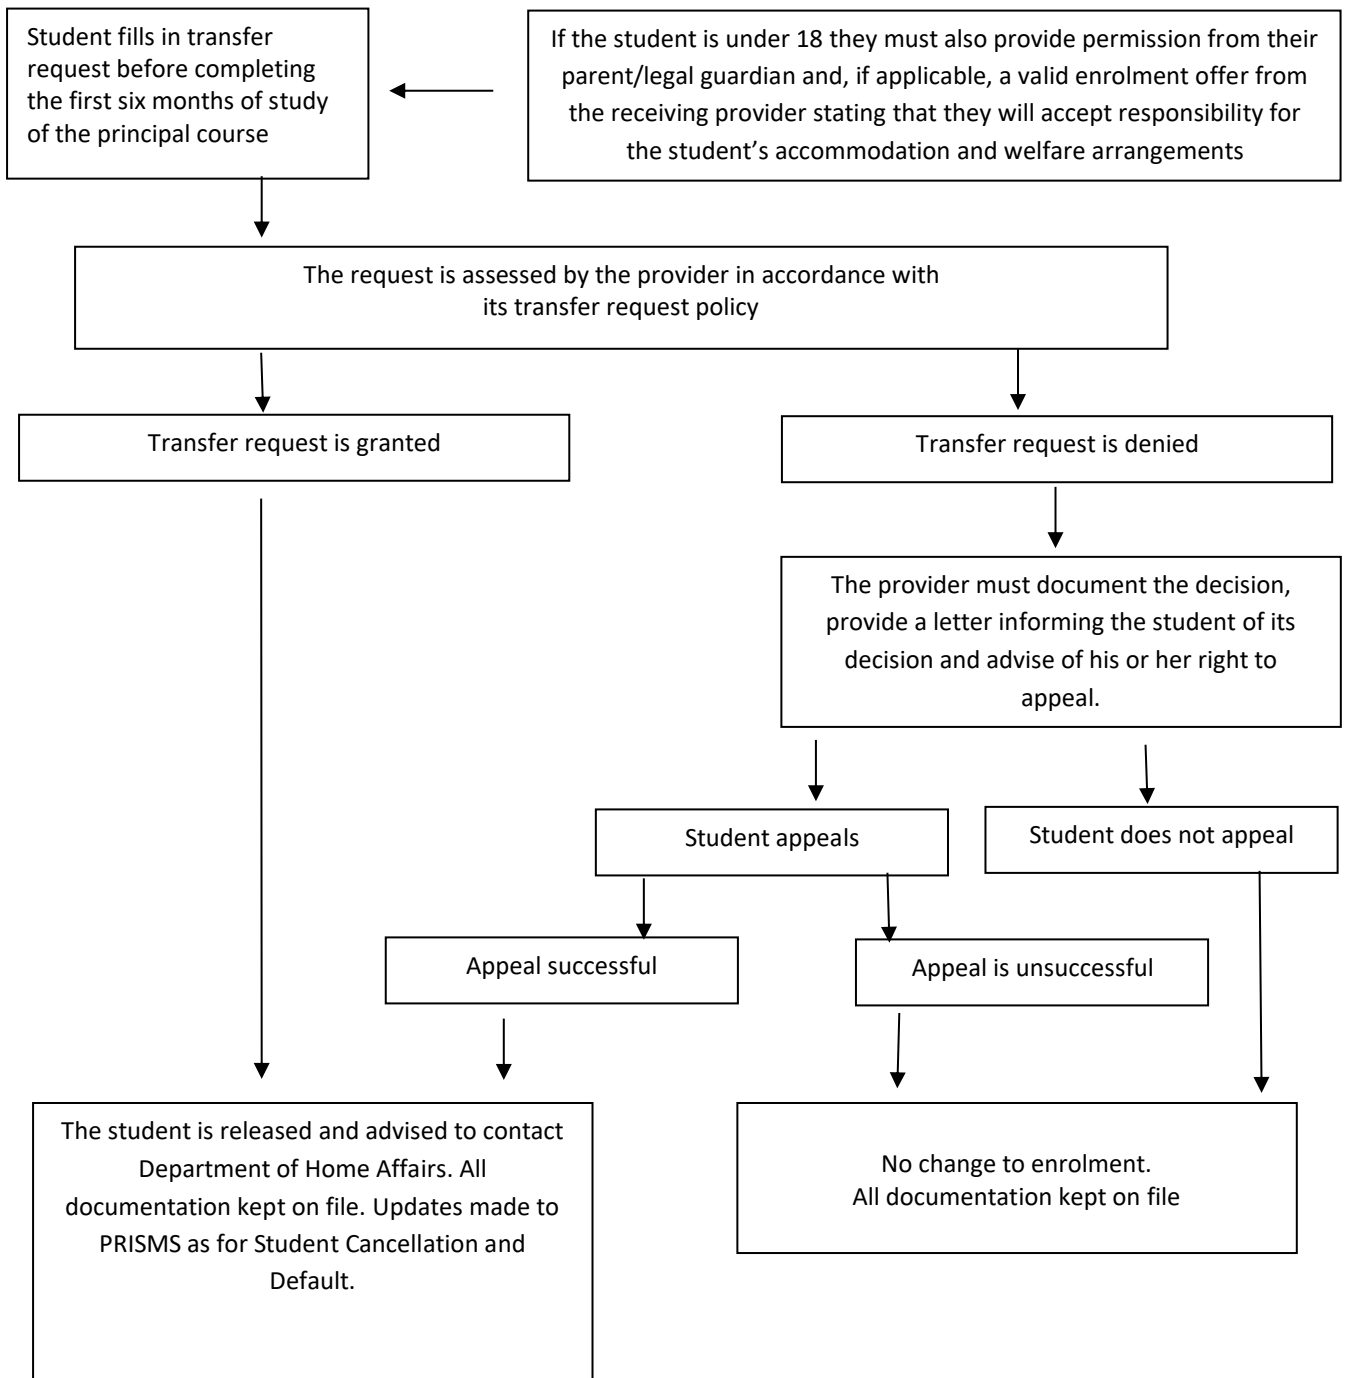 Student fills in transfer
request before completing
the first six months of study
of the principal course
If the student is under 18 they must also provide permission from their
parent/legal guardian and, if applicable, a valid enrolment offer from
the receiving provider stating that they will accept responsibility for
the student’s accommodation and welfare arrangements
The request is assessed by the provider in accordance with
its transfer request policy
Transfer request is granted
Transfer request is denied
The provider must document the decision,
provide a letter informing the student of its
decision and advise of his or her right to
appeal.
Student appeals
Student does not appeal
Appeal successful
Appeal is unsuccessful
The student is released and advised to contact
Department of Home Affairs. All
documentation kept on file. Updates made to
PRISMS as for Student Cancellation and
Default.
No change to enrolment.
All documentation kept on file